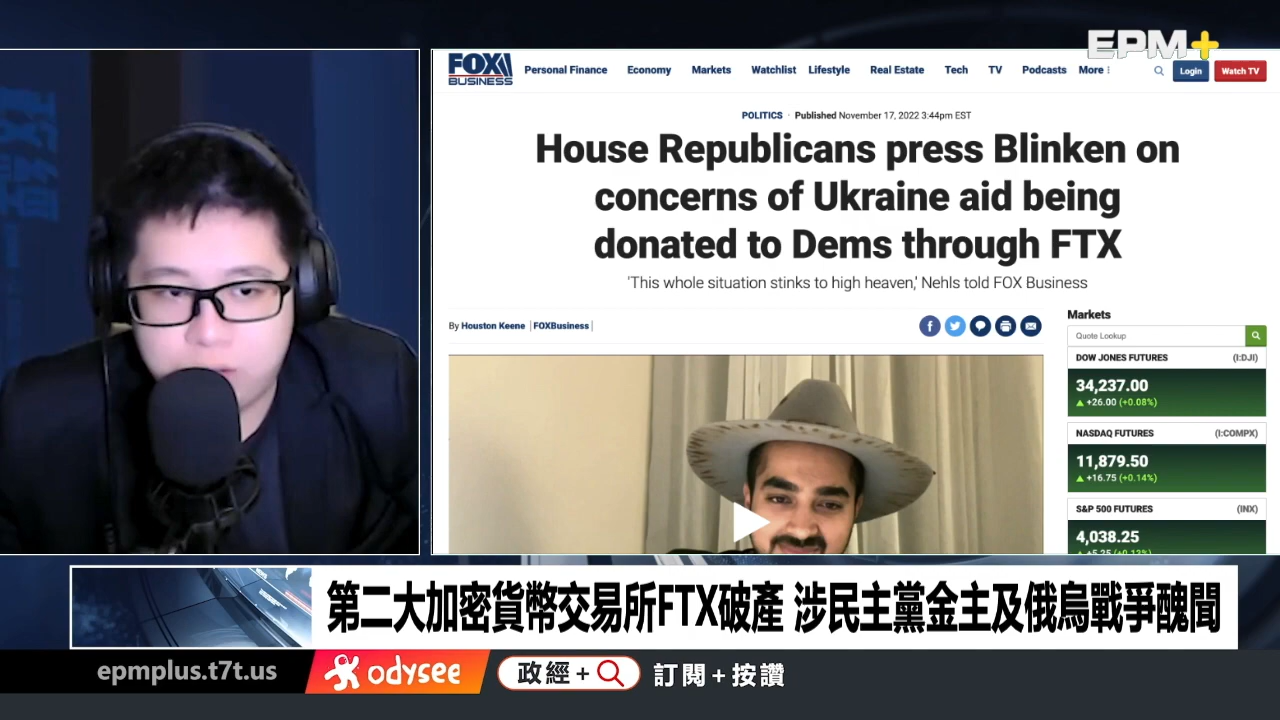 EPM+
FOX BUSINESS
Personal Finance Economy Markets Watchlist Lifestyle Real Estate Tech TV Podcasts More Login Watch TV
POLITICS · Published November 17, 2022 3:44pm EST
House Republicans press Blinken on
concerns of Ukraine aid being
donated to Dems through FTX
'This whole situation stinks to high heaven,' Nehls told FOX Business
By Houston Keene | FOXBusiness |
Markets
Quote Lookup
DOW JONES FUTURES (I:DJI)
34,237.00
+26.00 (+0.08%)
NASDAQ FUTURES (I:COMPX)
11,879.50
+16.75 (+0.14%)
S&P 500 FUTURES (INX)
4,038.25
+5.25 (+0.13%)
第二大加密貨幣交易所FTX破產 涉民主黨金主及俄烏戰爭醜聞
epmplus.t7t.us
odysee
政經+
訂閱+按讚